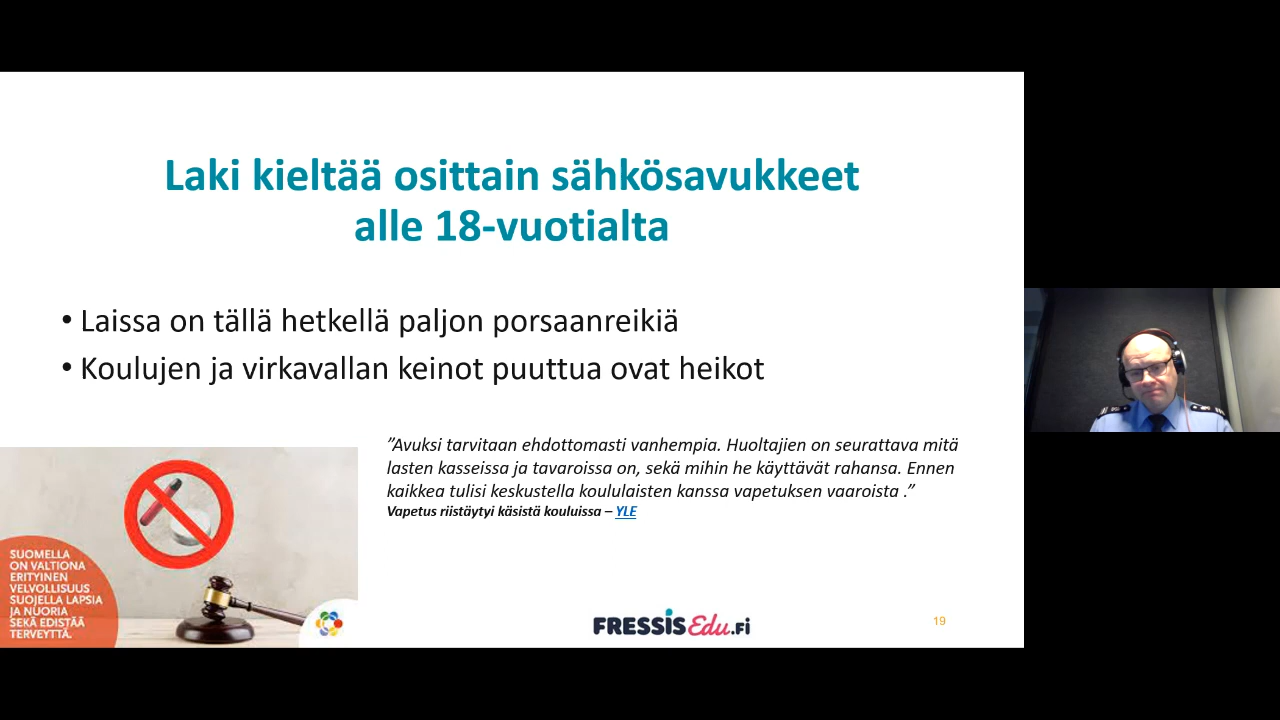 Laki kieltää osittain sähkösavukkeet
alle 18-vuotialta
• Laissa on tällä hetkellä paljon porsaanreikiä
• Koulujen ja virkavallan keinot puuttua ovat heikot
”Avuksi tarvitaan ehdottomasti vanhempia. Huoltajien on seurattava mitä
lasten kasseissa ja tavaroissa on, sekä mihin he käyttävät rahansa. Ennen
kaikkea tulisi keskustella koululaisten kanssa vapetuksen vaaroista .”
Vapetus riistäytyi käsistä kouluissa – YLE
SUOMELLA
ON VALTIONA
ERITYINEN
VELVOLLISUUS
SUOJELLA LAPSIA
JA NUORIA
SEKÄ EDISTÄÄ
TERVEYTTÄ.
FRESSIS Edu.Fi
19